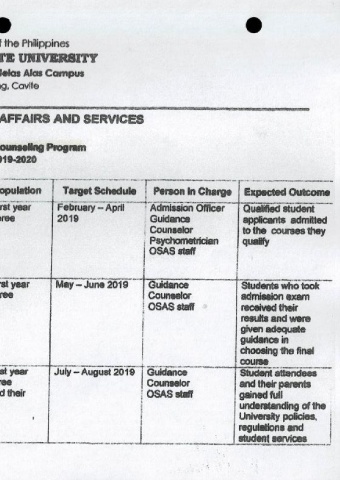 f the Philippines
TE UNIVERSITY
Jelas Alas Campus
ng, Cavite
AFFAIRS AND SERVICES
ounseling Program
019-2020
opulation Target Schedule Person In Charge Expected Outcome
rst year
ree
February – April
2019
Admission Officer
Guidance
Counselor
Psychometrician
OSAS staff
Qualified student
applicants admitted
to the courses they
qualify
rst year
ree
May – June 2019
Guidance
Counselor
OSAS staff
Students who took
admission exam
received their
results and were
given adequate
guidance in
choosing the final
course
rst year
ree
d their
July – August 2019
Guidance
Counselor
OSAS staff
Student attendees
and their parents
gained full
understanding of the
University policies,
regulations and
student services